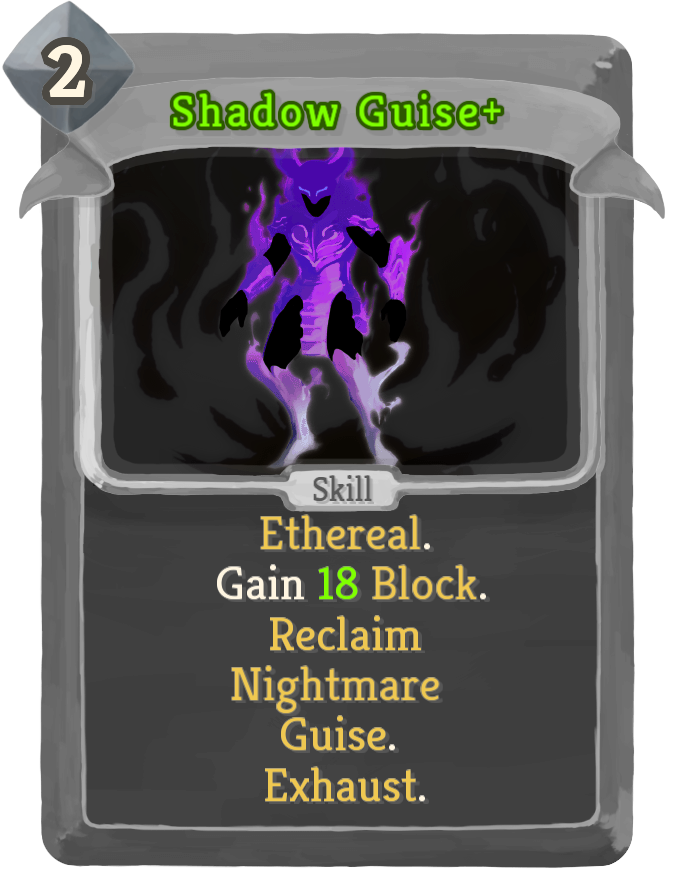 2
Shadow Guise+
Skill
Ethereal.
Gain 18 Block.
Reclaim
Nightmare
Guise.
Exhaust.